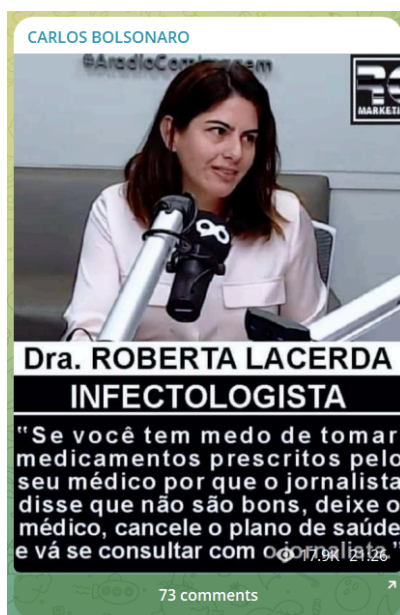 CARLOS BOLSONARO
#AradioComImagem
MARKETI
Dra. ROBERTA LACERDA
INFECTOLOGISTA
"Se você tem medo de tomar
medicamentos prescritos pelo
seu médico por que o jornalista
disse que não são bons, deixe o
médico, cancele o plano de saúde
e vá se consultar com o jornalista."
17.9K 21:26
73 comments